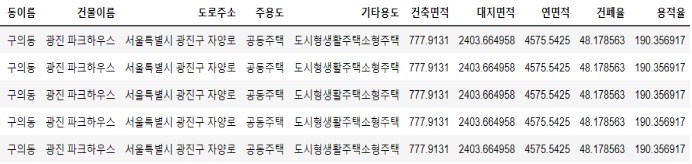 동이름 건물이름 도로주소 주용도 기타용도 건축면적 대지면적 연면적 건폐율 용적율
구의동 광진 파크하우스 서울특별시 광진구 자양로 공동주택 도시형생활주택소형주택 777.9131 2403.664958 4575.5425 48.178563 190.356917
구의동 광진 파크하우스 서울특별시 광진구 자양로 공동주택 도시형생활주택소형주택 777.9131 2403.664958 4575.5425 48.178563 190.356917
구의동 광진 파크하우스 서울특별시 광진구 자양로 공동주택 도시형생활주택소형주택 777.9131 2403.664958 4575.5425 48.178563 190.356917
구의동 광진 파크하우스 서울특별시 광진구 자양로 공동주택 도시형생활주택소형주택 777.9131 2403.664958 4575.5425 48.178563 190.356917
구의동 광진 파크하우스 서울특별시 광진구 자양로 공동주택 도시형생활주택소형주택 777.9131 2403.664958 4575.5425 48.178563 190.356917